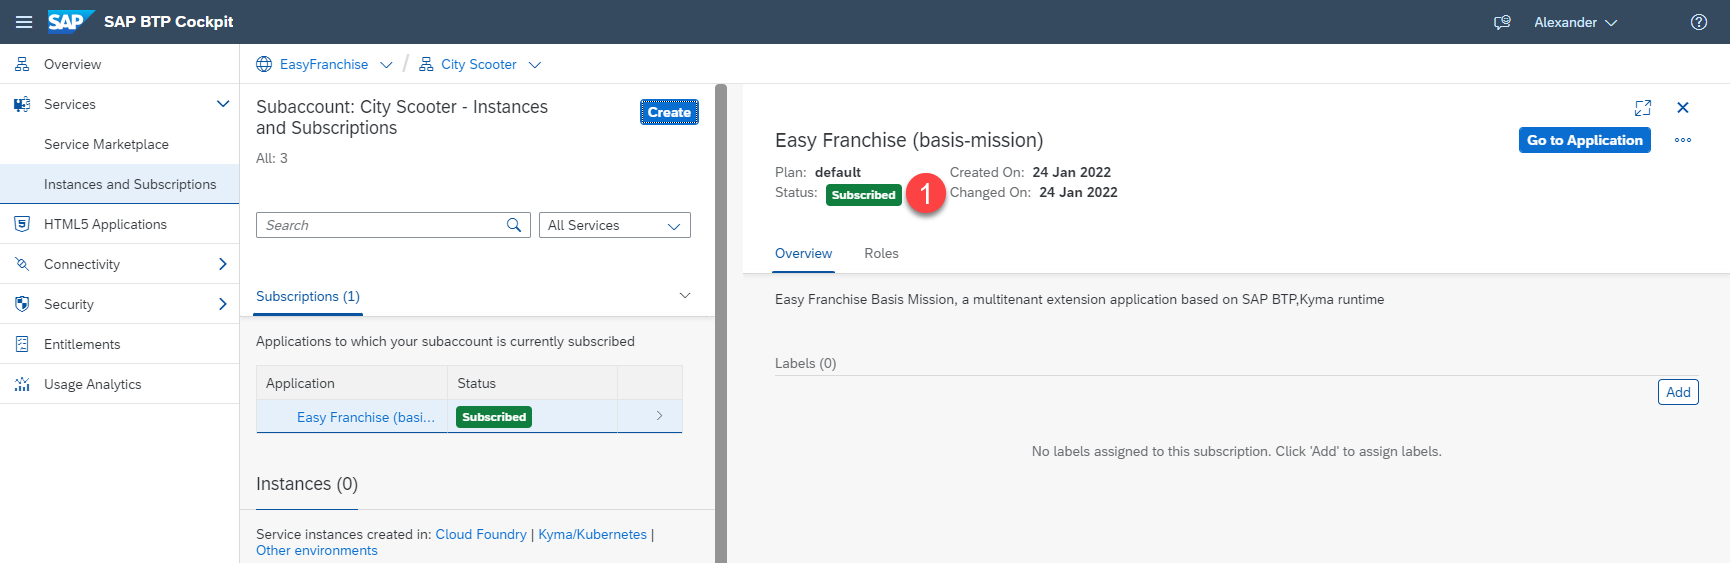 SAP SAP BTP Cockpit
Alexander
Overview
Services
Service Marketplace
Instances and Subscriptions
HTML5 Applications
Connectivity
Security
Entitlements
Usage Analytics
EasyFranchise / City Scooter
Subaccount: City Scooter - Instances
and Subscriptions
Create
All: 3
Search
All Services
Subscriptions (1)
Applications to which your subaccount is currently subscribed
Application Status
Easy Franchise (basi... Subscribed
Instances (0)
Service instances created in: Cloud Foundry | Kyma/Kubernetes |
Other environments
Easy Franchise (basis-mission)
Go to Application
Plan: default Created On: 24 Jan 2022
Status: Subscribed 1 Changed On: 24 Jan 2022
Overview Roles
Easy Franchise Basis Mission, a multitenant extension application based on SAP BTP,Kyma runtime
Labels (0)
Add
No labels assigned to this subscription. Click 'Add' to assign labels.